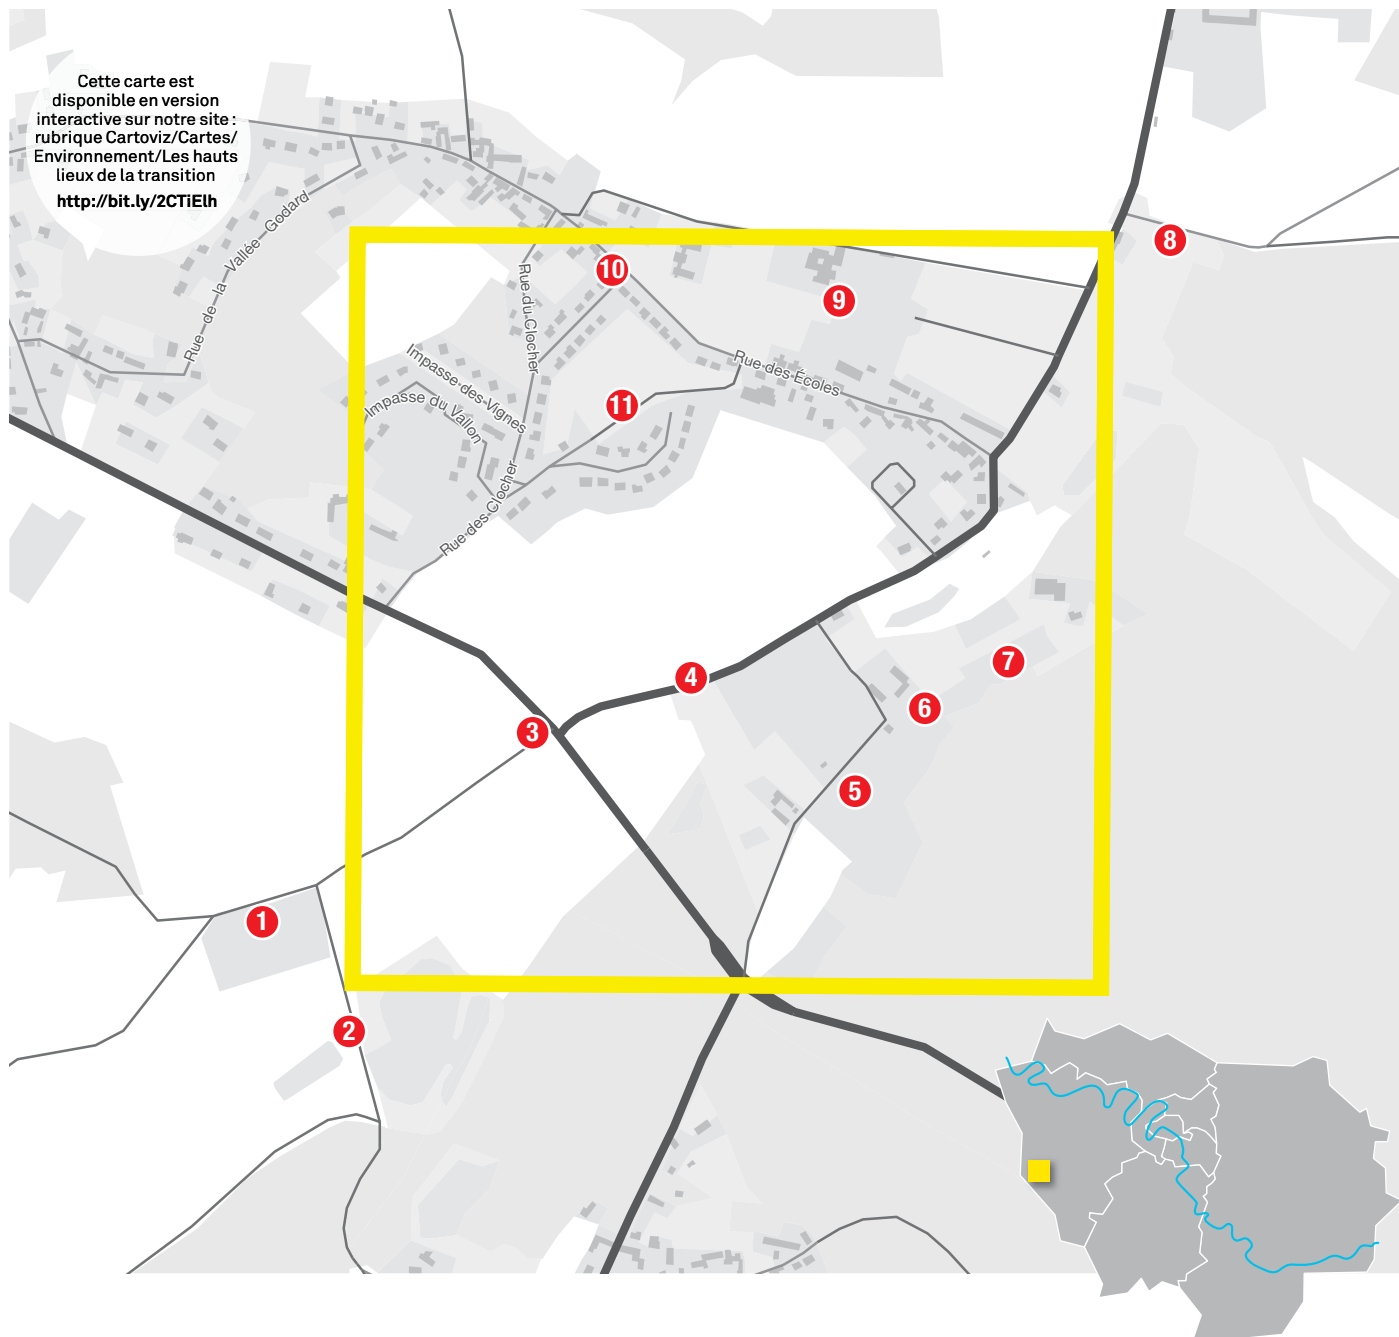 Cette carte est
disponible en version
interactive sur notre site :
rubrique Cartoviz/Cartes/
Environnement/Les hauts
lieux de la transition
http://bit.ly/2CTiElh
Rue de la Vallée Godard
8
10
9
Rue du Clocher
Impasse des Vignes
Rue des Écoles
Impasse du Vallon
11
Rue des Clocher
7
4
6
3
5
1
2